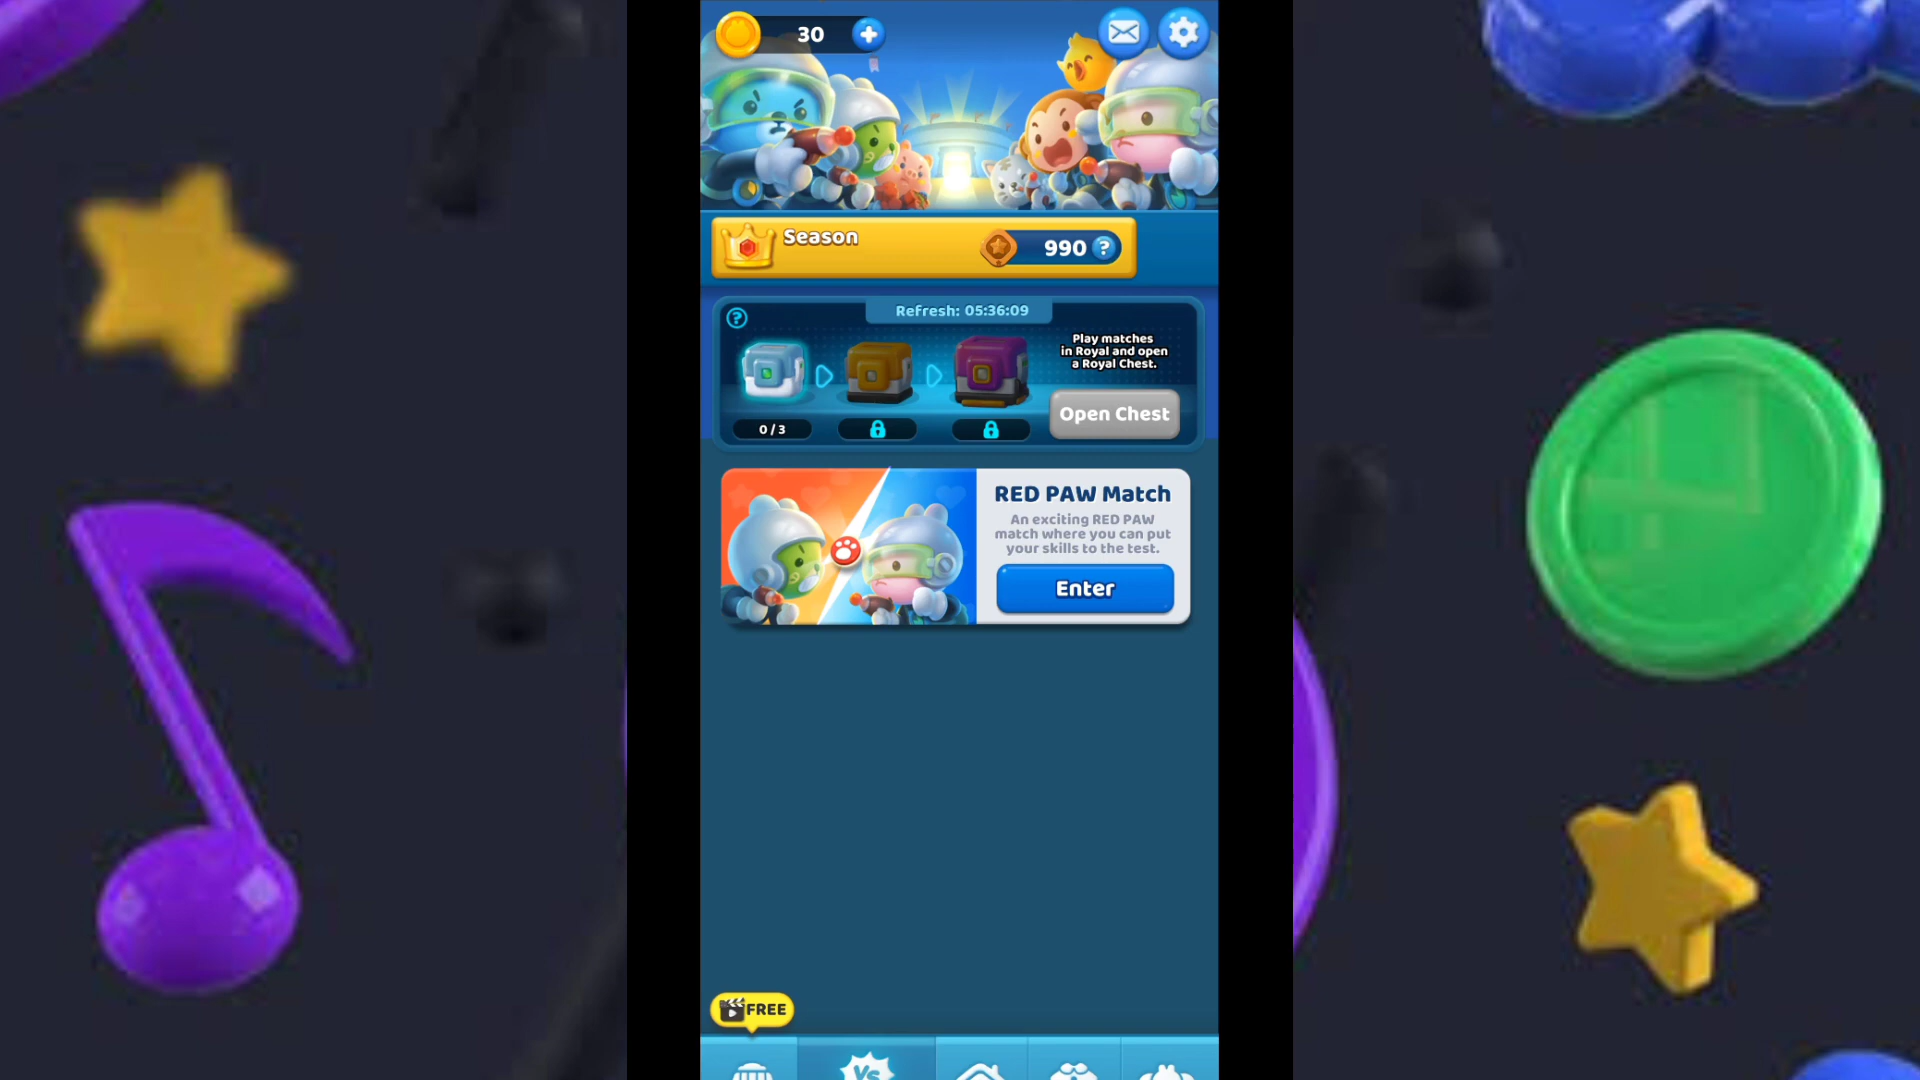 30
Season
990 ?
Refresh: 05:36:09
?
Play matches
in Royal and open
a Royal Chest.
Open Chest
0/3
RED PAW Match
An exciting RED PAW
match where you can put
your skills to the test.
Enter
FREE
VS